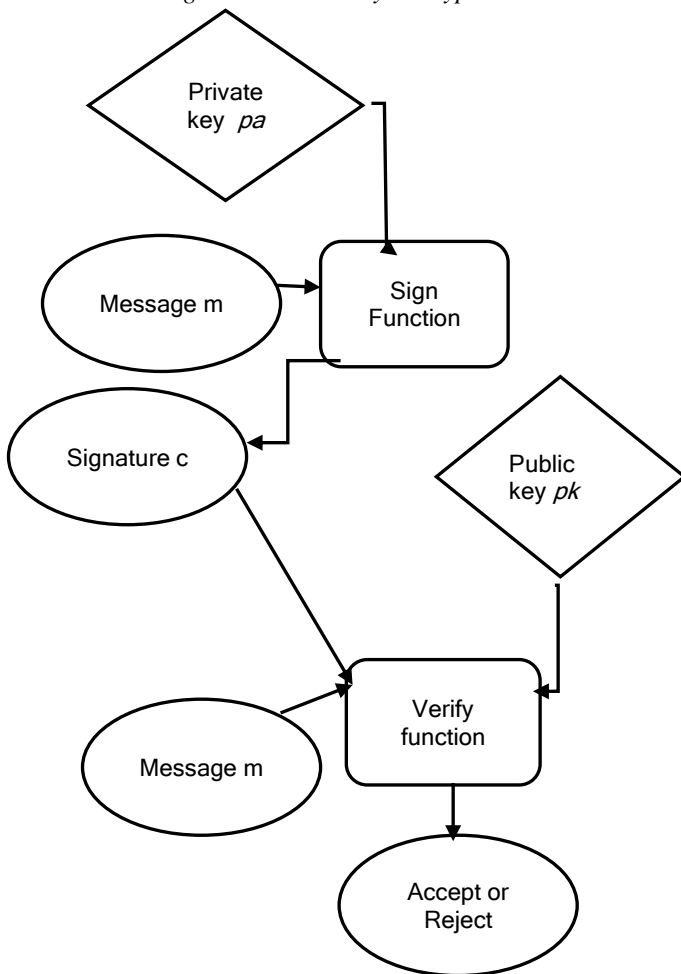 Private
key pa
Message m
Sign
Function
Signature c
Public
key pk
Verify
function
Message m
Accept or
Reject